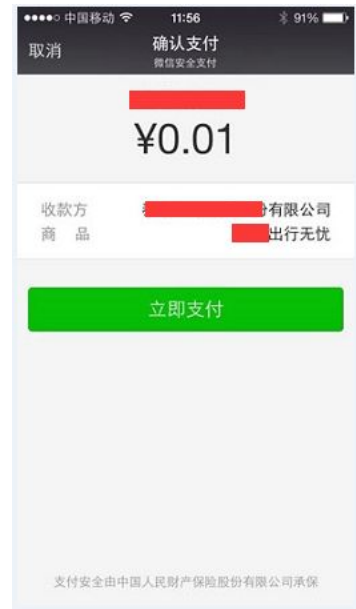 中国移动 11:56 91%
取消 确认支付
微信安全支付
¥0.01
收款方 份有限公司
商 品 出行无忧
立即支付
支付安全由中国人民财产保险股份有限公司承保